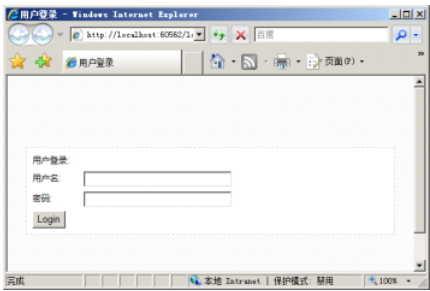 用户登录 - Windows Internet Explorer
http://localhost:60562/1
百度
用户登录
页面(P)
»
用户登录:
用户名:
密码:
Login
完成
本地 Intranet | 保护模式: 禁用
100%